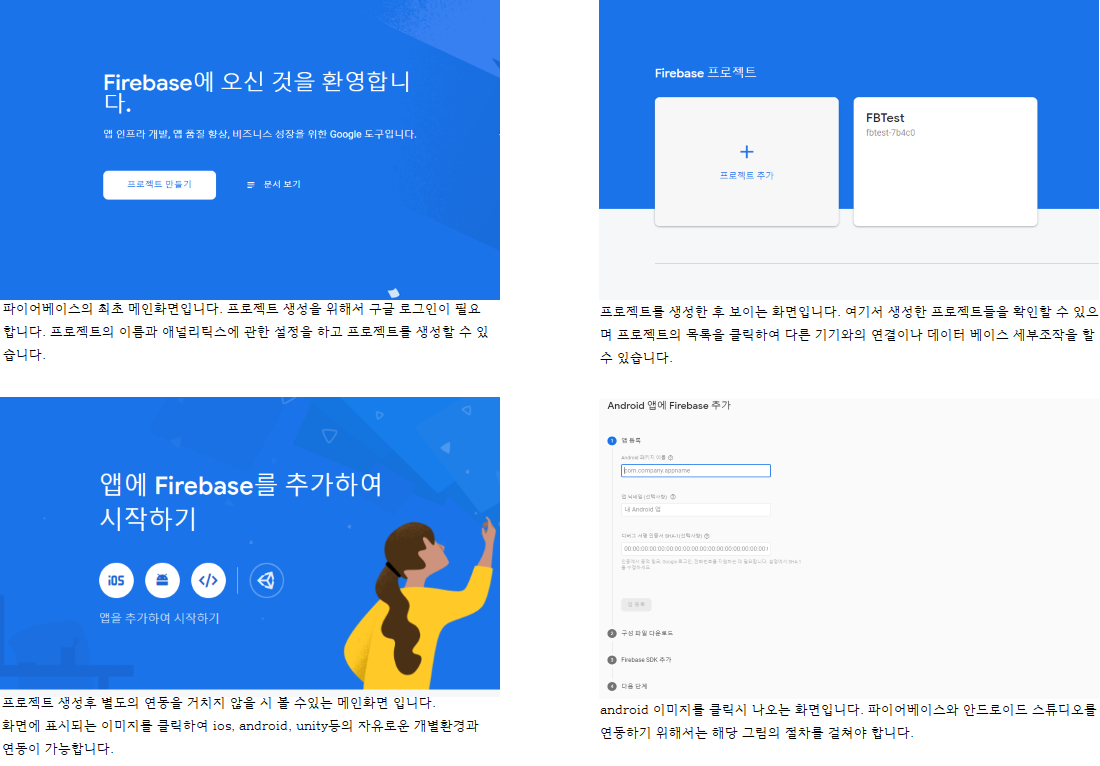 Firebase에 오신 것을 환영합니
다.
앱 인프라 개발, 앱 품질 향상, 비즈니스 성장을 위한 Google 도구입니다.
프로젝트 만들기
문서 보기
파이어베이스의 최초 메인화면입니다. 프로젝트 생성을 위해서 구글 로그인이 필요
합니다. 프로젝트의 이름과 애널리틱스에 관한 설정을 하고 프로젝트를 생성할 수 있
습니다.
Firebase 프로젝트
프로젝트 추가
FBTest
fbtest-7b4c0
프로젝트를 생성한 후 보이는 화면입니다. 여기서 생성한 프로젝트들을 확인할 수 있으
며 프로젝트의 목록을 클릭하여 다른 기기와의 연결이나 데이터 베이스 세부조작을 할
수 있습니다.
앱에 Firebase를 추가하여
시작하기
iOS
앱을 추가하여 시작하기
프로젝트 생성후 별도의 연동을 거치지 않을 시 볼 수있는 메인화면 입니다.
화면에 표시되는 이미지를 클릭하여 ios, android, unity등의 자유로운 개별환경과
연동이 가능합니다.
Android 앱에 Firebase 추가
1 앱 등록
Android 패키지 이름
com.company.appname
앱 닉네임 (선택사항)
내 Android 앱
디버그 서명 인증서 SHA-1(선택사항)
00:00:00:00:00:00:00:00:00:00:00:00:00:00:00:00:00:00:00:0
앱 등록
2 구성 파일 다운로드
3 Firebase SDK 추가
4 다음 단계
android 이미지를 클릭시 나오는 화면입니다. 파이어베이스와 안드로이드 스튜디오를
연동하기 위해서는 해당 그림의 절차를 걸쳐야 합니다.